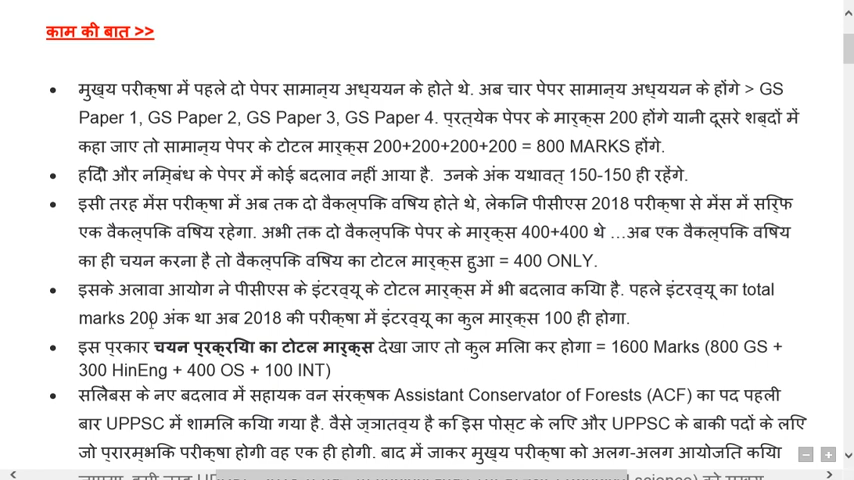 काम की बात >>
मुख्य परीक्षा में पहले दो पेपर सामान्य अध्ययन के होते थे. अब चार पेपर सामान्य अध्ययन के होंगे > GS
Paper 1, GS Paper 2, GS Paper 3, GS Paper 4. प्रत्येक पेपर के मार्क्स 200 होंगे यानी दूसरे शब्दों में
कहा जाए तो सामान्य पेपर के टोटल मार्क्स 200+200+200+200 = 800 MARKS होंगे.
हिंदी और निम्बिंध के पेपर में कोई बदलाव नहीं आया है. उनके अंक यथावत् 150-150 ही रहेंगे.
इसी तरह मेंस परीक्षा में अब तक दो वैकल्पिक विषय होते थे, लेकिन पीसीएस 2018 परीक्षा से मेंस में सिर्फ
एक वैकल्पिक विषय रहेगा. अभी तक दो वैकल्पिक पेपर के मार्क्स 400+400 थे ...अब एक वैकल्पिक विषय
का ही चयन करना है तो वैकल्पिक विषय का टोटल मार्क्स हुआ = 400 ONLY.
इसके अलावा आयोग ने पीसीएस के इंटरव्यू के टोटल मार्क्स में भी बदलाव किया है. पहले इंटरव्यू का total
marks 200 अंक था अब 2018 की परीक्षा में इंटरव्यू का कुल मार्क्स 100 ही होगा.
इस प्रकार चयन प्रक्रिया का टोटल मार्क्स देखा जाए तो कुल मिला कर होगा = 1600 Marks (800 GS +
300 HinEng + 400 OS + 100 INT)
सिलेबस के नए बदलाव में सहायक वन संरक्षक Assistant Conservator of Forests (ACF) का पद पहली
बार UPPSC में शामिल किया गया है. वैसे ज्ञातव्य है कि इस पोस्ट के लिए और UPPSC के बाकी पदों के लिए
जो प्रारम्भिक परीक्षा होगी वह एक ही होगी. बाद में जाकर मुख्य परीक्षा को अलग-अलग आयोजित किया